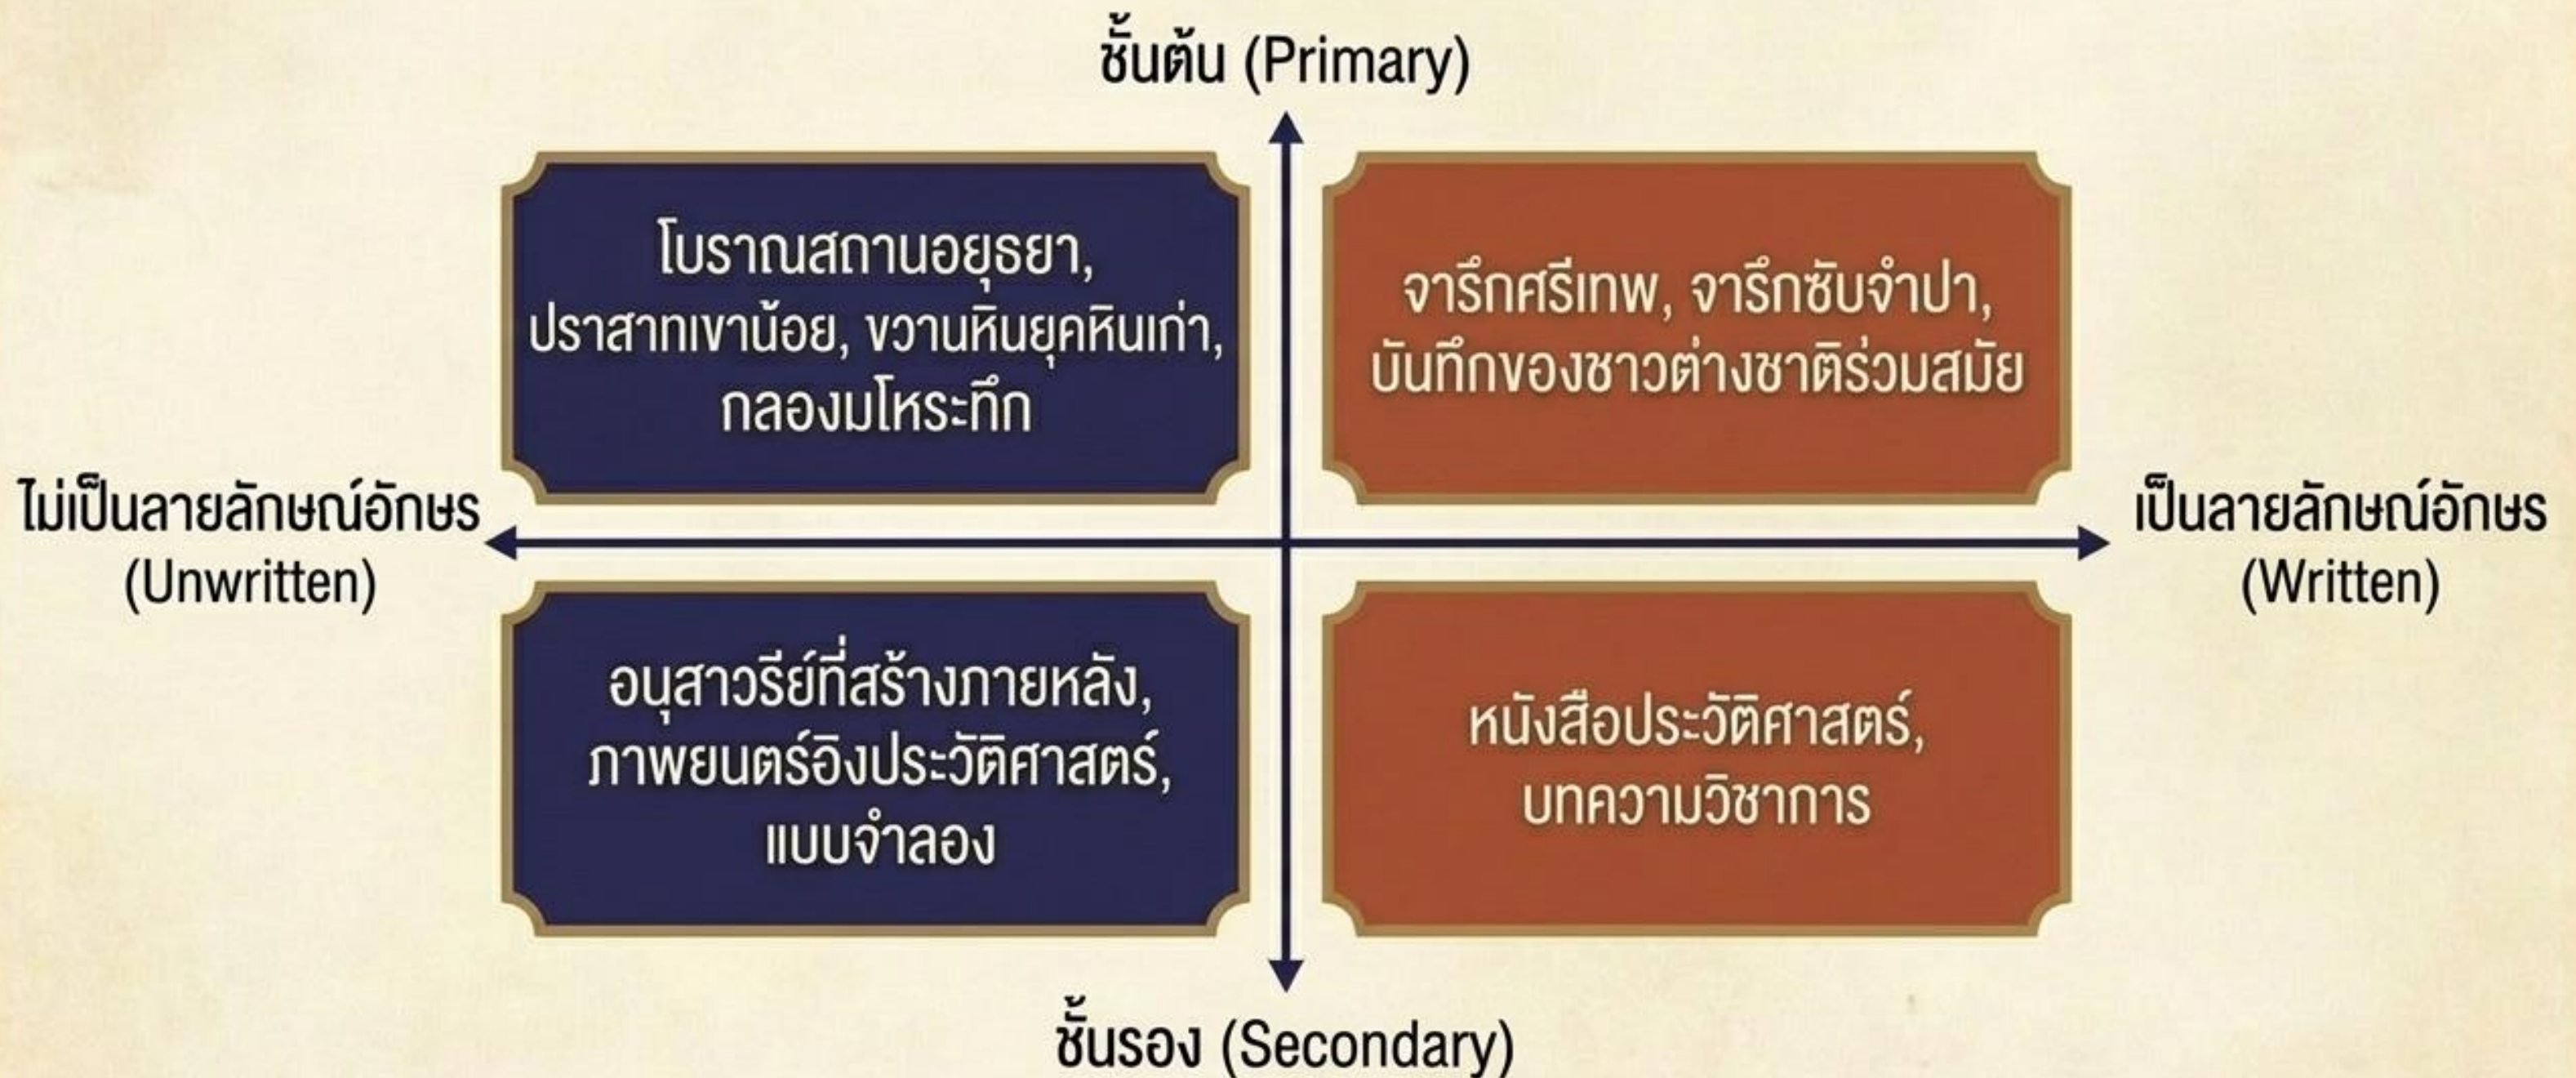 ชั้นต้น (Primary)
โบราณสถานอยุธยา,
ปราสาทเขาน้อย, ขวานหินยุคหินเก่า,
กลองมโหระทึก
จารึกศรีเทพ, จารึกซับจำปา,
บันทึกของชาวต่างชาติร่วมสมัย
ไม่เป็นลายลักษณ์อักษร
(Unwritten)
เป็นลายลักษณ์อักษร
(Written)
อนุสาวรีย์ที่สร้างภายหลัง,
ภาพยนตร์อิงประวัติศาสตร์,
แบบจำลอง
หนังสือประวัติศาสตร์,
บทความวิชาการ
ชั้นรอง (Secondary)